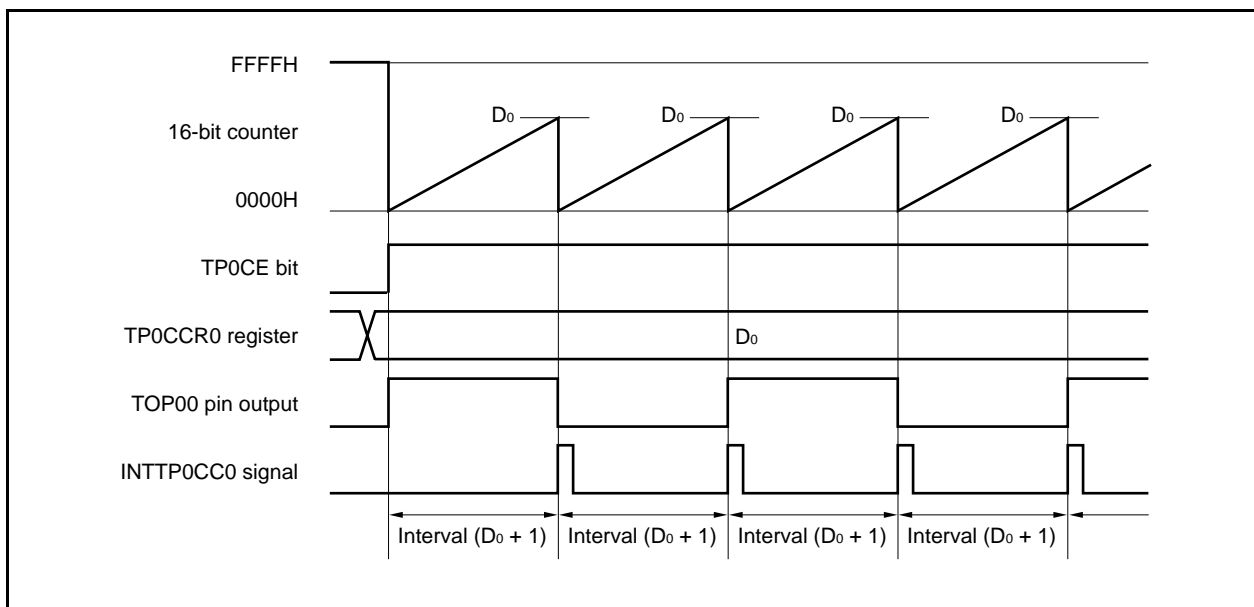 FFFFH
D0 D0 D0 D0
16-bit counter
0000H
TP0CE bit
TP0CCR0 register D0
TOP00 pin output
INTTP0CC0 signal
Interval (D0 + 1) Interval (D0 + 1) Interval (D0 + 1) Interval (D0 + 1)